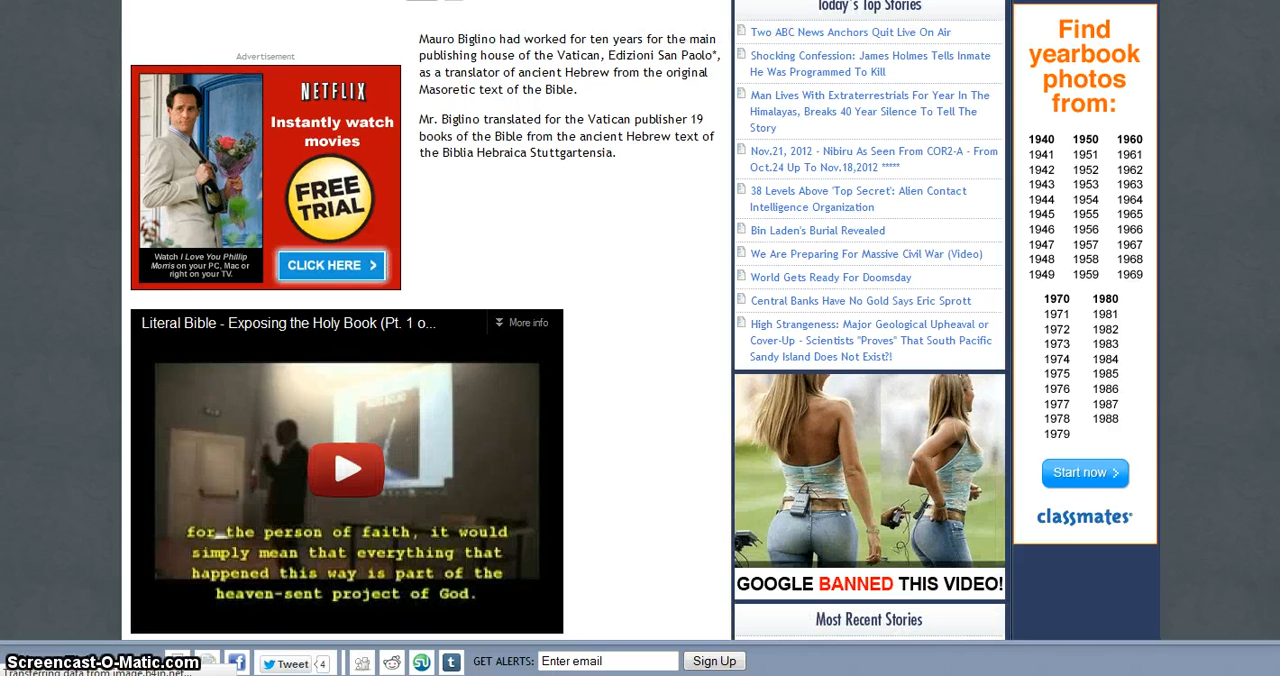 Advertisement
NETFLIX
Instantly watch
movies
FREE
TRIAL
Watch I Love You Phillip
Morris on your PC, Mac or
right on your TV.
CLICK HERE
Mauro Biglino had worked for ten years for the main
publishing house of the Vatican, Edizioni San Paolo*,
as a translator of ancient Hebrew from the original
Masoretic text of the Bible.
Mr. Biglino translated for the Vatican publisher 19
books of the Bible from the ancient Hebrew text of
the Biblia Hebraica Stuttgartensia.
Literal Bible - Exposing the Holy Book (Pt. 1 o...
More info
for the person of faith, it would
simply mean that everything that
happened this way is part of the
heaven-sent project of God.
Today's Top Stories
Two ABC News Anchors Quit Live On Air
Shocking Confession: James Holmes Tells Inmate
He Was Programmed To Kill
Man Lives With Extraterrestrials For Year In The
Himalayas, Breaks 40 Year Silence To Tell The
Story
Nov.21, 2012 - Nibiru As Seen From COR2-A - From
Oct.24 Up To Nov.18,2012 *****
38 Levels Above 'Top Secret': Alien Contact
Intelligence Organization
Bin Laden's Burial Revealed
We Are Preparing For Massive Civil War (Video)
World Gets Ready For Doomsday
Central Banks Have No Gold Says Eric Sprott
High Strangeness: Major Geological Upheaval or
Cover-Up - Scientists "Proves" That South Pacific
Sandy Island Does Not Exist?!
GOOGLE BANNED THIS VIDEO!
Most Recent Stories
Find
yearbook
photos
from:
1940 1950 1960
1941 1951 1961
1942 1952 1962
1943 1953 1963
1944 1954 1964
1945 1955 1965
1946 1956 1966
1947 1957 1967
1948 1958 1968
1949 1959 1969
1970 1980
1971 1981
1972 1982
1973 1983
1974 1984
1975 1985
1976 1986
1977 1987
1978 1988
1979
Start now
classmates
Screencast-O-Matic.com
Tweet 4
GET ALERTS: Enter email Sign Up